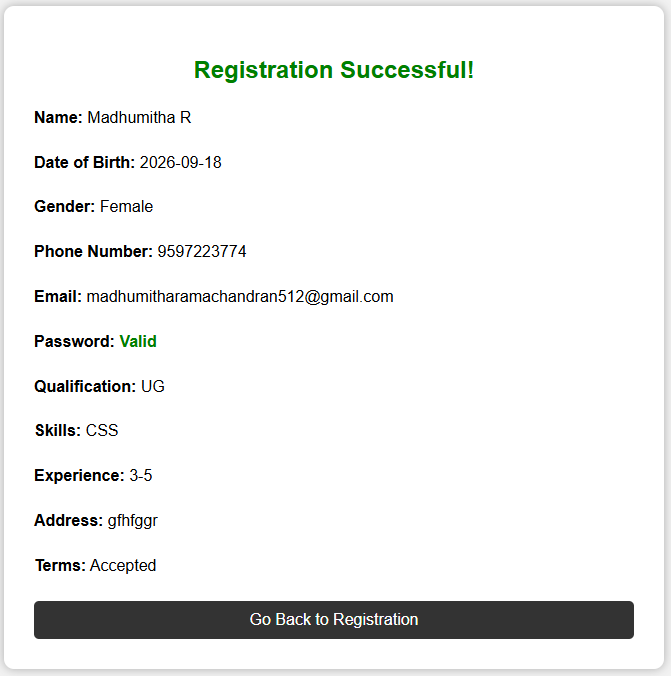 Registration Successful!
Name: Madhumitha R
Date of Birth: 2026-09-18
Gender: Female
Phone Number: 9597223774
Email: madhumitharamachandran512@gmail.com
Password: Valid
Qualification: UG
Skills: CSS
Experience: 3-5
Address: gfhfggr
Terms: Accepted
Go Back to Registration